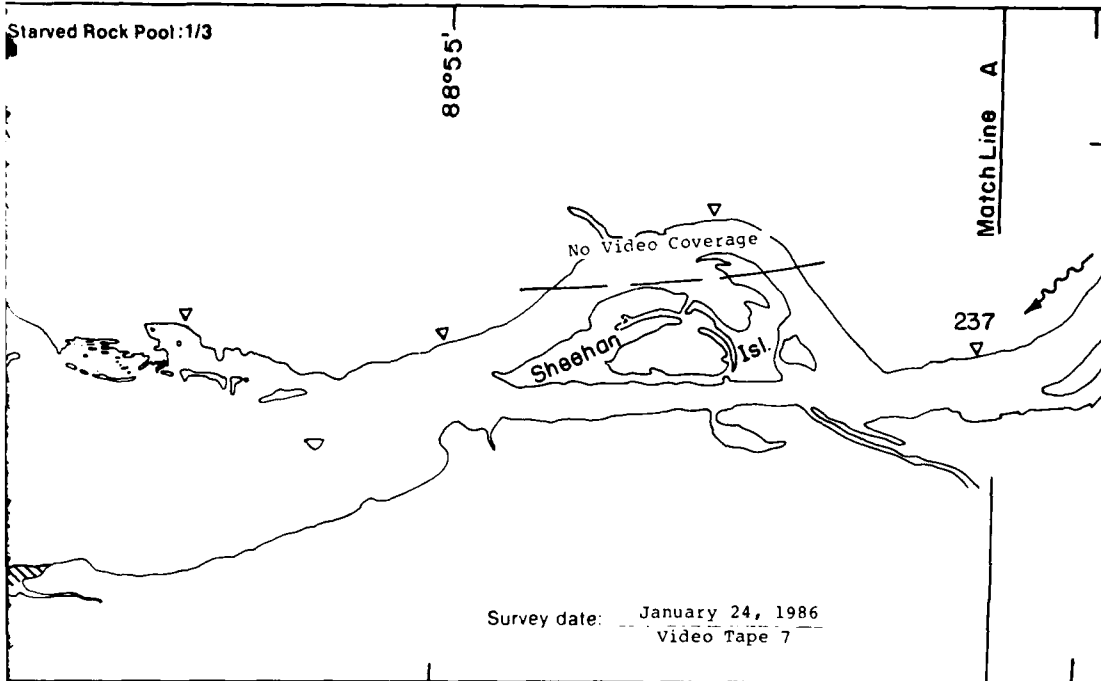 Starved Rock Pool:1/3
88°55'
Match Line A
No Video Coverage
237
Sheehan Isl.
Survey date: January 24, 1986
Video Tape 7